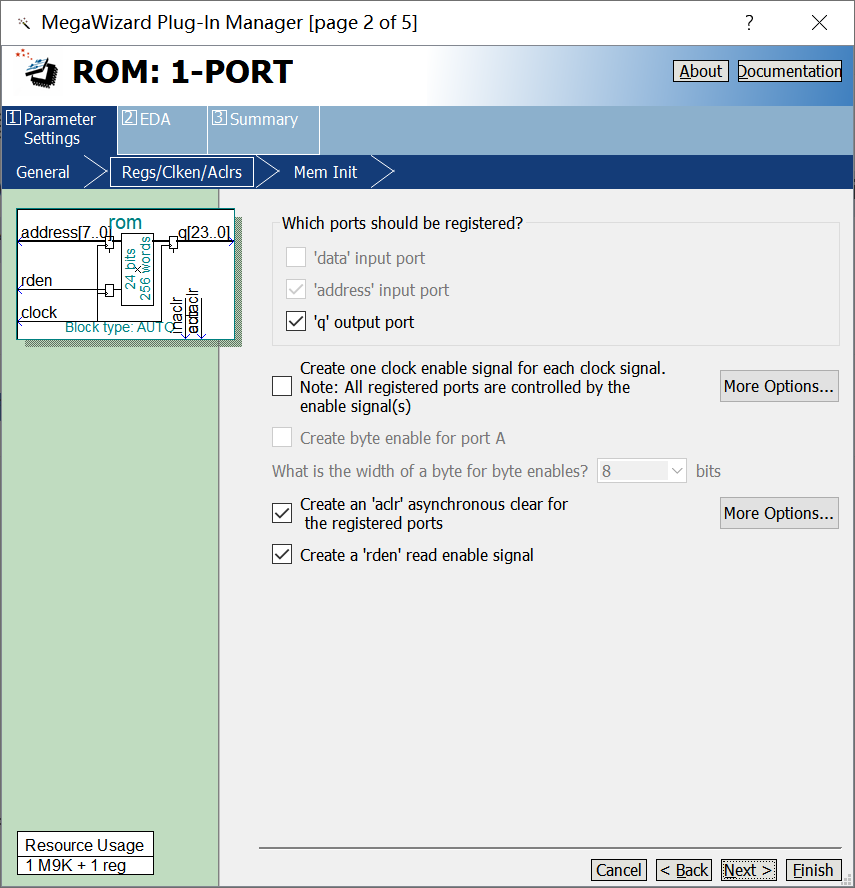 MegaWizard Plug-In Manager [page 2 of 5]
?
ROM: 1-PORT
About
Documentation
1 Parameter Settings
2 EDA
3 Summary
General
Regs/Clken/Aclrs
Mem Init
rom
address[7..0]
q[23..0]
24 bits
256 words
rden
clock
Block type: AUTO
Which ports should be registered?
'data' input port
'address' input port
'q' output port
Create one clock enable signal for each clock signal.
Note: All registered ports are controlled by the
enable signal(s)
More Options...
Create byte enable for port A
What is the width of a byte for byte enables? 8 bits
Create an 'aclr' asynchronous clear for
the registered ports
More Options...
Create a 'rden' read enable signal
Resource Usage
1 M9K + 1 reg
Cancel
< Back
Next >
Finish